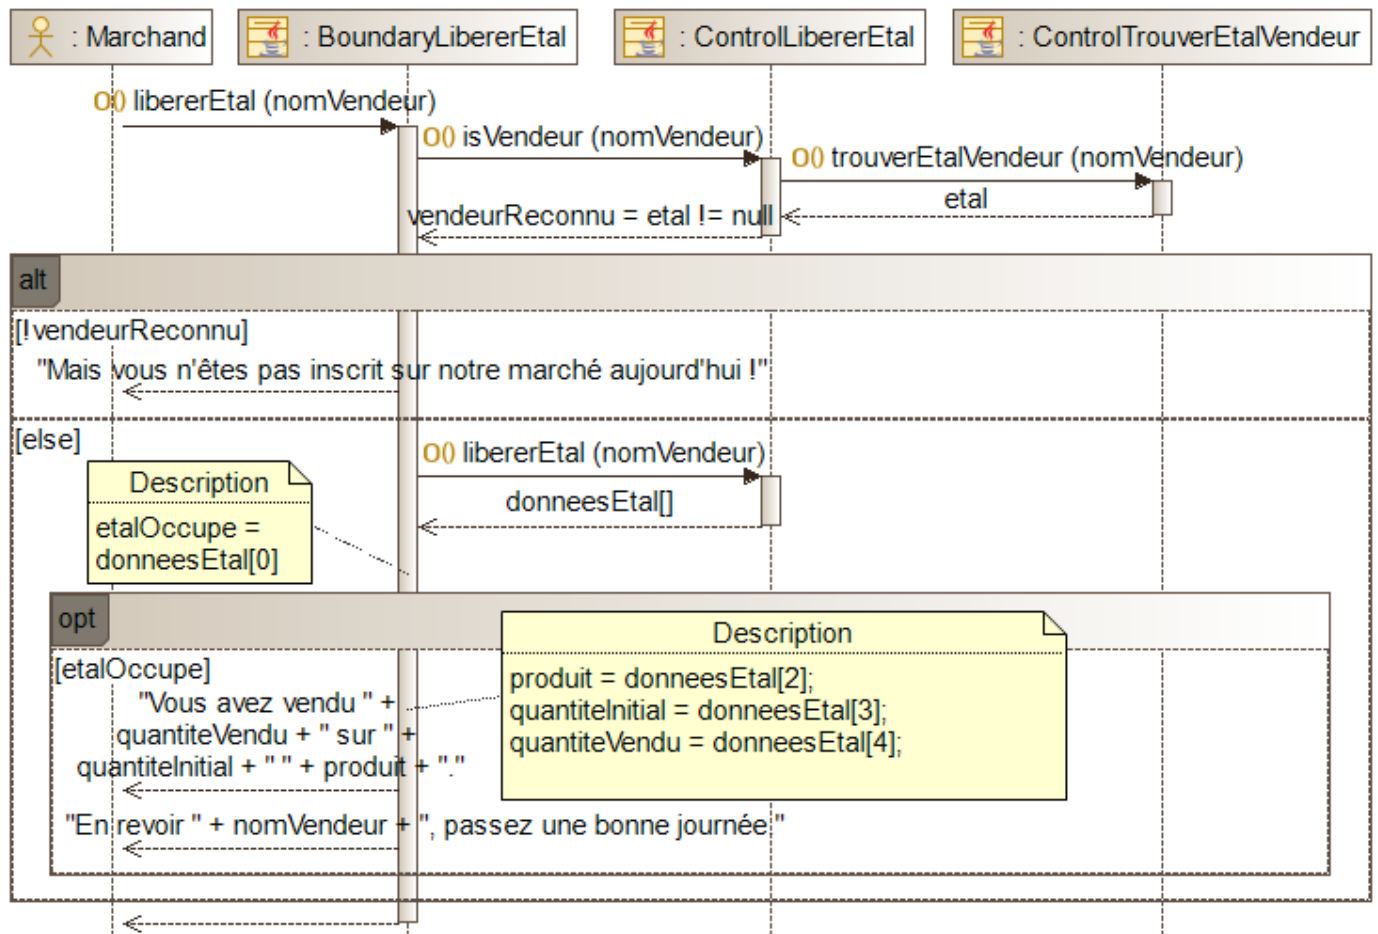 : Marchand
: BoundaryLibererEtal
: ControlLibererEtal
: ControlTrouverEtalVendeur
O() libererEtal (nomVendeur)
O() isVendeur (nomVendeur)
O() trouverEtalVendeur (nomVendeur)
etal
vendeurReconnu = etal != null
alt
[!vendeurReconnu]
"Mais vous n'êtes pas inscrit sur notre marché aujourd'hui !"
[else]
O() libererEtal (nomVendeur)
donneesEtal[]
Description
etalOccupe =
donneesEtal[0]
opt
[etalOccupe]
"Vous avez vendu " +
quantiteVendu + " sur " +
quantiteInitial + " " + produit + "."
Description
produit = donneesEtal[2];
quantiteInitial = donneesEtal[3];
quantiteVendu = donneesEtal[4];
"En revoir " + nomVendeur + ", passez une bonne journée."